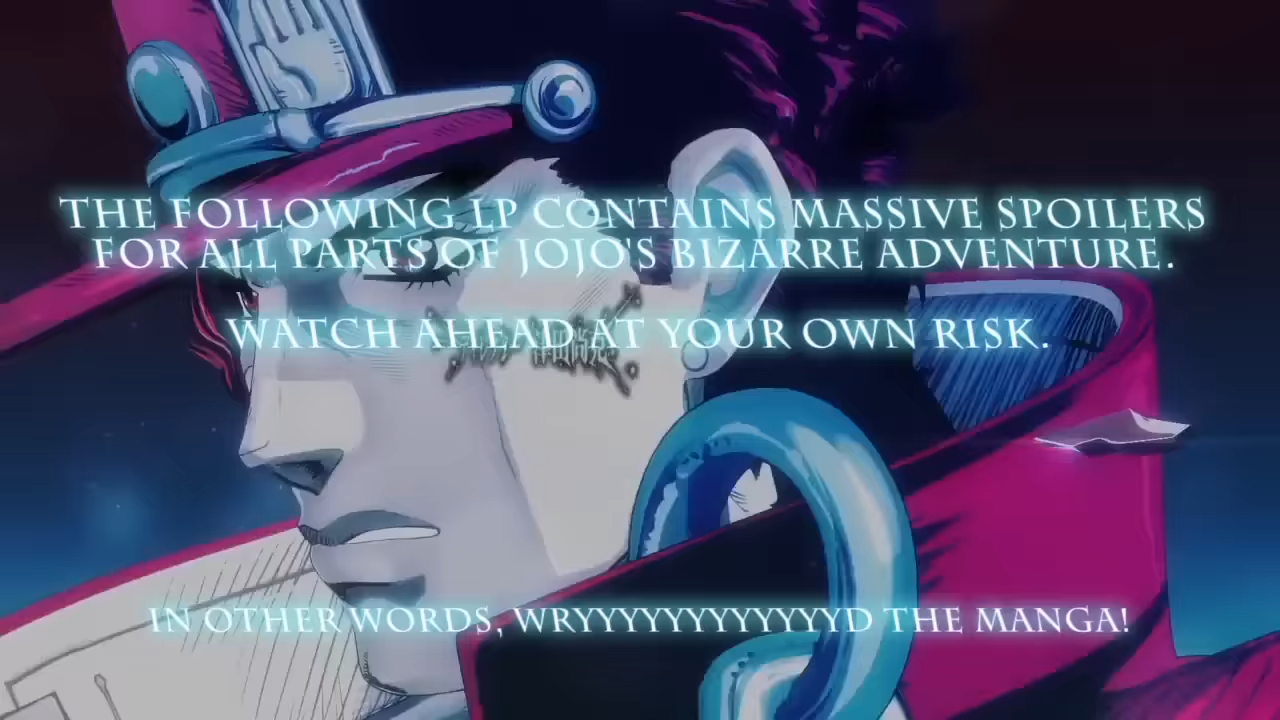 THE FOLLOWING LP CONTAINS MASSIVE SPOILERS
FOR ALL PARTS OF JOJO'S BIZARRE ADVENTURE.
WATCH AHEAD AT YOUR OWN RISK.
IN OTHER WORDS, WRYYYYYYYYYYYYYD THE MANGA!